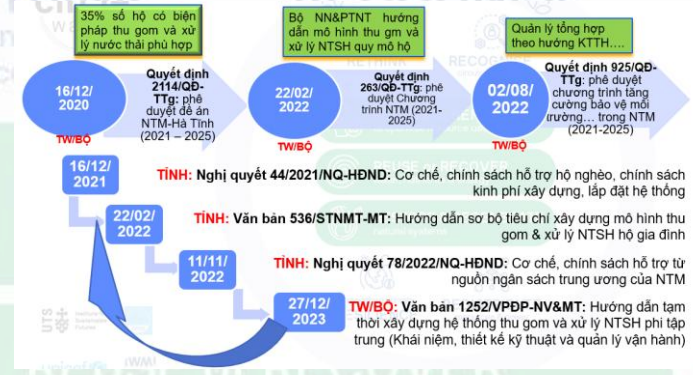 35% số hộ có biện
pháp thu gom và xử
lý nước thải phù hợp
Bộ NN&PTNT hướng
dẫn mô hình thu gm và
xử lý NTSH quy mô hộ
Quản lý tổng hợp
theo hướng KTTH….
16/12/
2020
TW/BỘ
Quyết định
2114/QĐ-
TTg: phê
duyệt đề án
NTM-Hà Tĩnh
(2021 – 2025)
22/02/
2022
TW/BỘ
Quyết định
263/QĐ-TTg: phê
duyệt Chương
trình NTM (2021-
2025)
02/08/
2022
TW/BỘ
Quyết định 925/QĐ-
TTg: phê duyệt
chương trình tăng
cường bảo vệ môi
trường… trong NTM
(2021-2025)
16/12/
2021
TỈNH: Nghị quyết 44/2021/NQ-HĐND: Cơ chế, chính sách hỗ trợ hộ nghèo, chính sách
kinh phí xây dựng, lắp đặt hệ thống
22/02/
2022
TỈNH: Văn bản 536/STNMT-MT: Hướng dẫn sơ bộ tiêu chí xây dựng mô hình thu
gom & xử lý NTSH hộ gia đình
11/11/
2022
TỈNH: Nghị quyết 78/2022/NQ-HĐND: Cơ chế, chính sách hỗ trợ từ
nguồn ngân sách trung ương của NTM
27/12/
2023
TW/BỘ: Văn bản 1252/VPĐP-NV&MT: Hướng dẫn tạm
thời xây dựng hệ thống thu gom và xử lý NTSH phi tập
trung (Khái niệm, thiết kế kỹ thuật và quản lý vận hành)
REUSE or RECOVER
UTS
IWMI